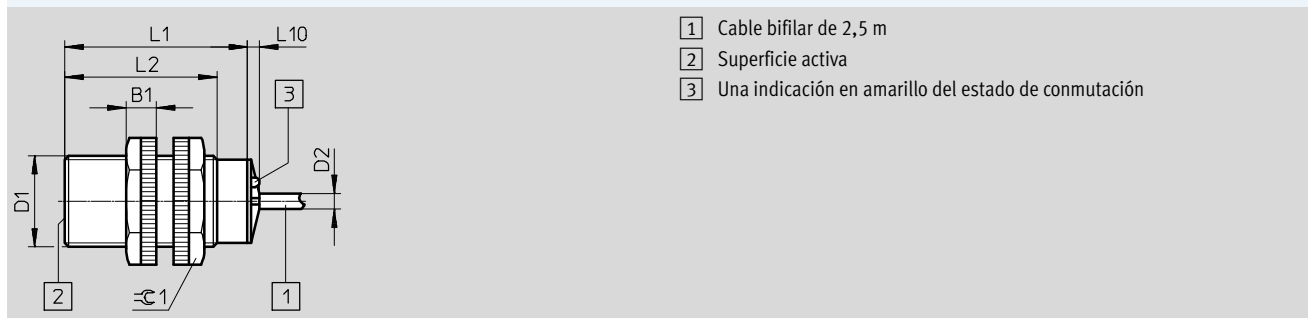 L1
L10
L2
B1
3
D1
D2
2
=C 1
1
1 Cable bifilar de 2,5 m
2 Superficie activa
3 Una indicación en amarillo del estado de conmutación